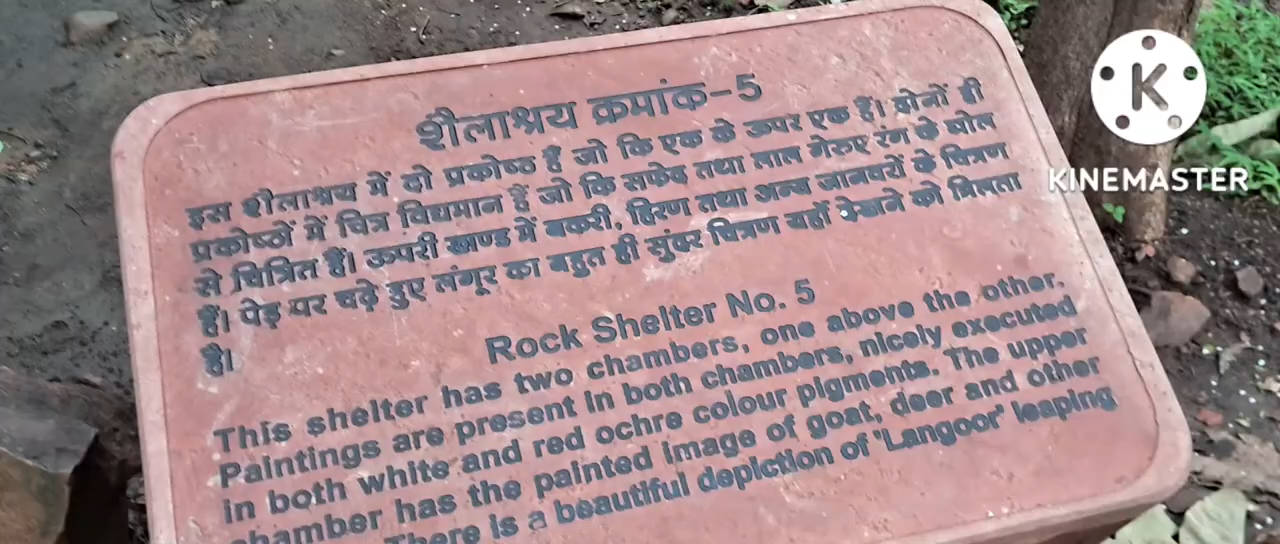 शैलाश्रय क्रमांक-5
इस शैलाश्रय में दो प्रकोष्ठ हैं जो कि एक के ऊपर एक हैं। दोनों ही
प्रकोष्ठों में चित्र विद्यमान हैं जो कि सफेद तथा लाल गेरुए रंग के घोल
से चित्रित हैं। ऊपरी खण्ड में बकरी, हिरण तथा अन्य जानवरों के चित्रण
हैं। पेड़ पर चढ़े हुए लंगूर का बहुत ही सुंदर चित्रण यहाँ देखने को मिलता
है।
Rock Shelter No. 5
This shelter has two chambers, one above the other.
Paintings are present in both chambers, nicely executed
in both white and red ochre colour pigments. The upper
chamber has the painted image of goat, deer and other
There is a beautiful depiction of 'Langoor' leaping
K
KINEMASTER